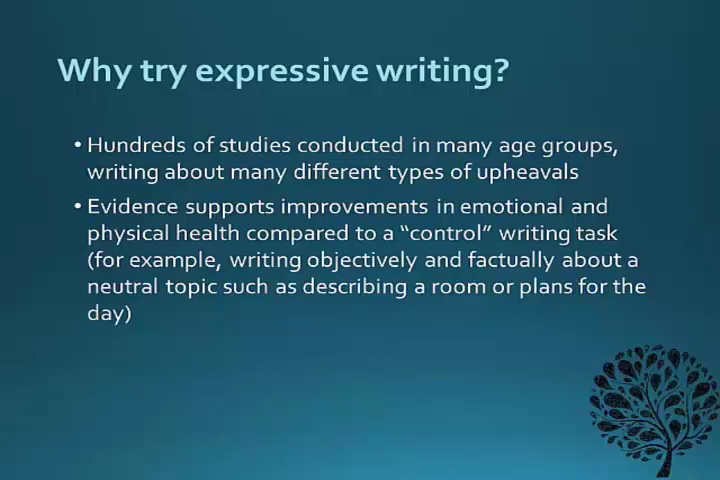 Why try expressive writing?
• Hundreds of studies conducted in many age groups,
writing about many different types of upheavals
• Evidence supports improvements in emotional and
physical health compared to a “control” writing task
(for example, writing objectively and factually about a
neutral topic such as describing a room or plans for the
day)